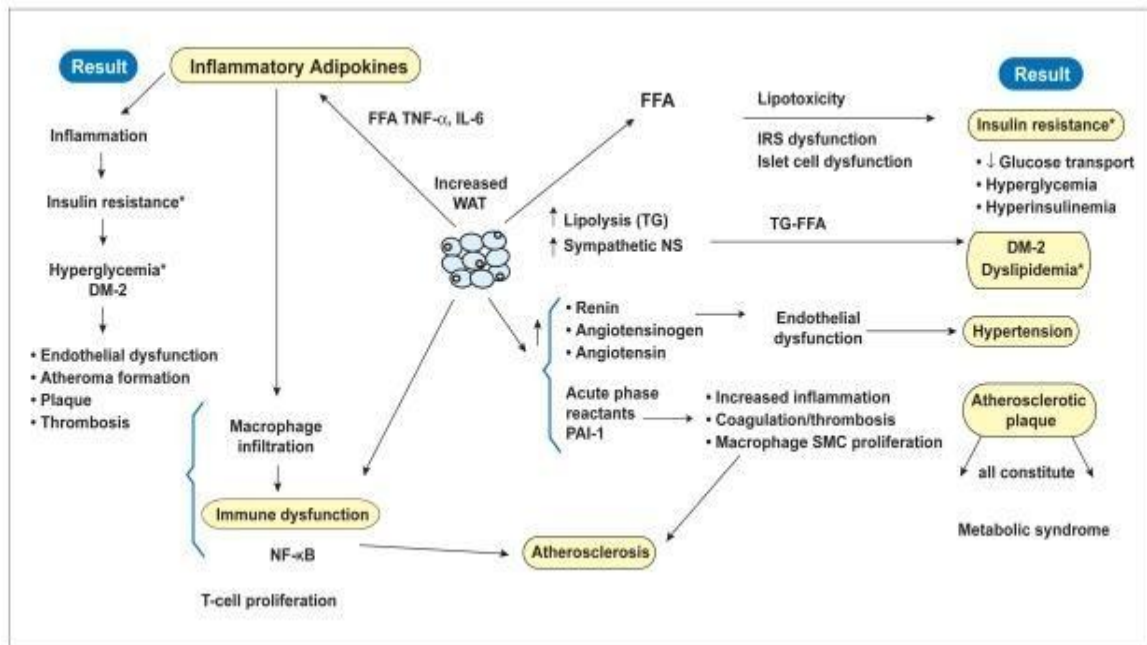 Result
Inflammatory Adipokines
Inflammation
Insulin resistance*
Hyperglycemia*
DM-2
• Endothelial dysfunction
• Atheroma formation
• Plaque
• Thrombosis
FFA TNF-α, IL-6
Macrophage
infiltration
Immune dysfunction
NF-κB
T-cell proliferation
Increased
WAT
FFA
Lipotoxicity
IRS dysfunction
Islet cell dysfunction
↑ Lipolysis (TG)
↑ Sympathetic NS
TG-FFA
↑
• Renin
• Angiotensinogen
• Angiotensin
Endothelial
dysfunction
Acute phase
reactants
PAI-1
• Increased inflammation
• Coagulation/thrombosis
• Macrophage SMC proliferation
Atherosclerosis
Result
Insulin resistance*
• ↓ Glucose transport
• Hyperglycemia
• Hyperinsulinemia
DM-2
Dyslipidemia*
Hypertension
Atherosclerotic
plaque
all constitute
Metabolic syndrome